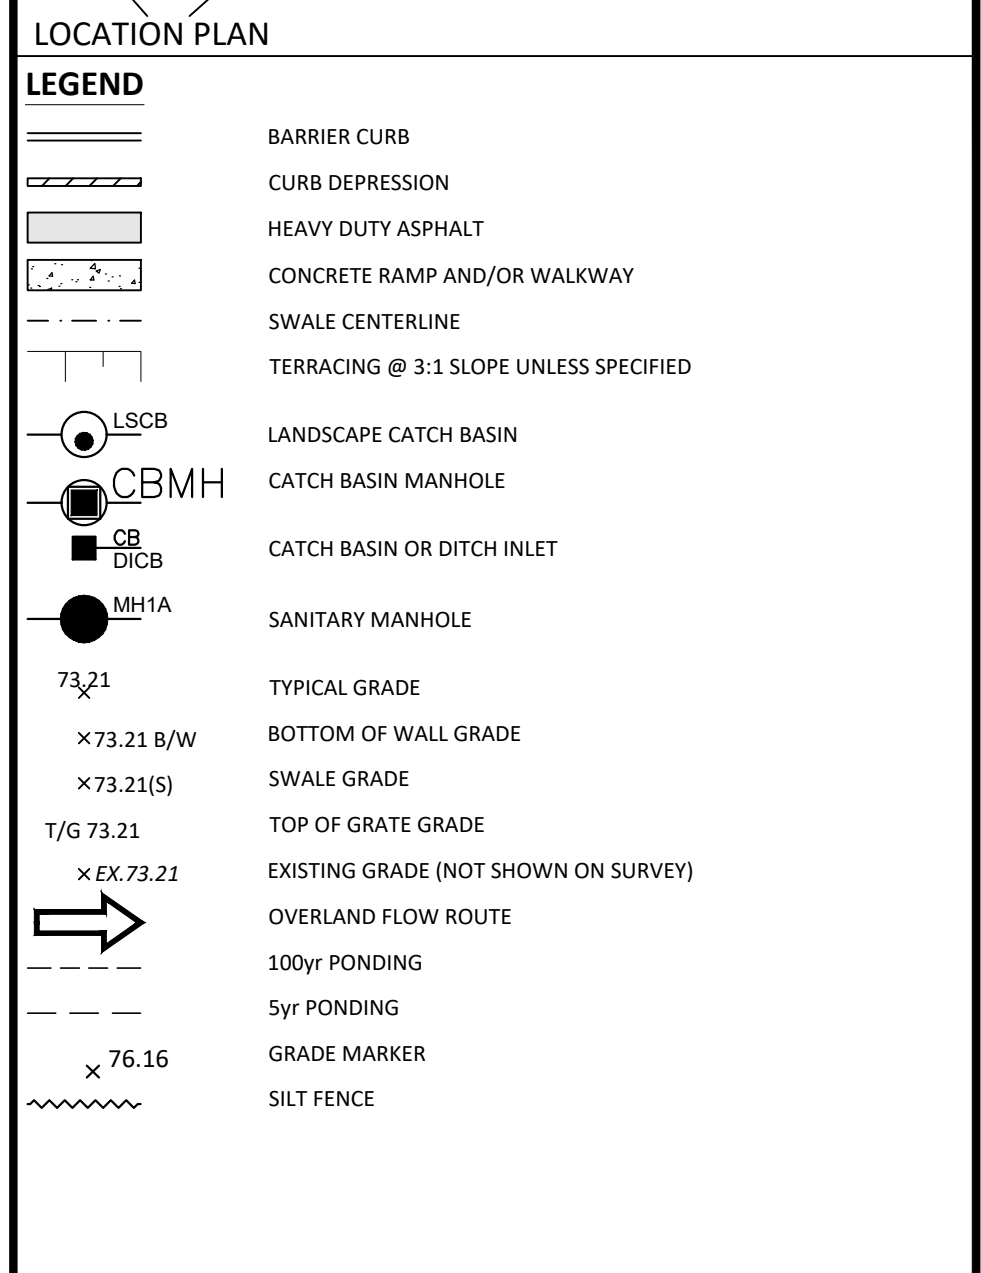 LOCATION PLAN
LEGEND
BARRIER CURB
CURB DEPRESSION
HEAVY DUTY ASPHALT
CONCRETE RAMP AND/OR WALKWAY
SWALE CENTERLINE
TERRACING @ 3:1 SLOPE UNLESS SPECIFIED
LSCB LANDSCAPE CATCH BASIN
CBMH CATCH BASIN MANHOLE
CB
DICB CATCH BASIN OR DITCH INLET
MH1A SANITARY MANHOLE
73.21 TYPICAL GRADE
×73.21 B/W BOTTOM OF WALL GRADE
×73.21(S) SWALE GRADE
T/G 73.21 TOP OF GRATE GRADE
×EX.73.21 EXISTING GRADE (NOT SHOWN ON SURVEY)
OVERLAND FLOW ROUTE
100yr PONDING
5yr PONDING
× 76.16 GRADE MARKER
SILT FENCE